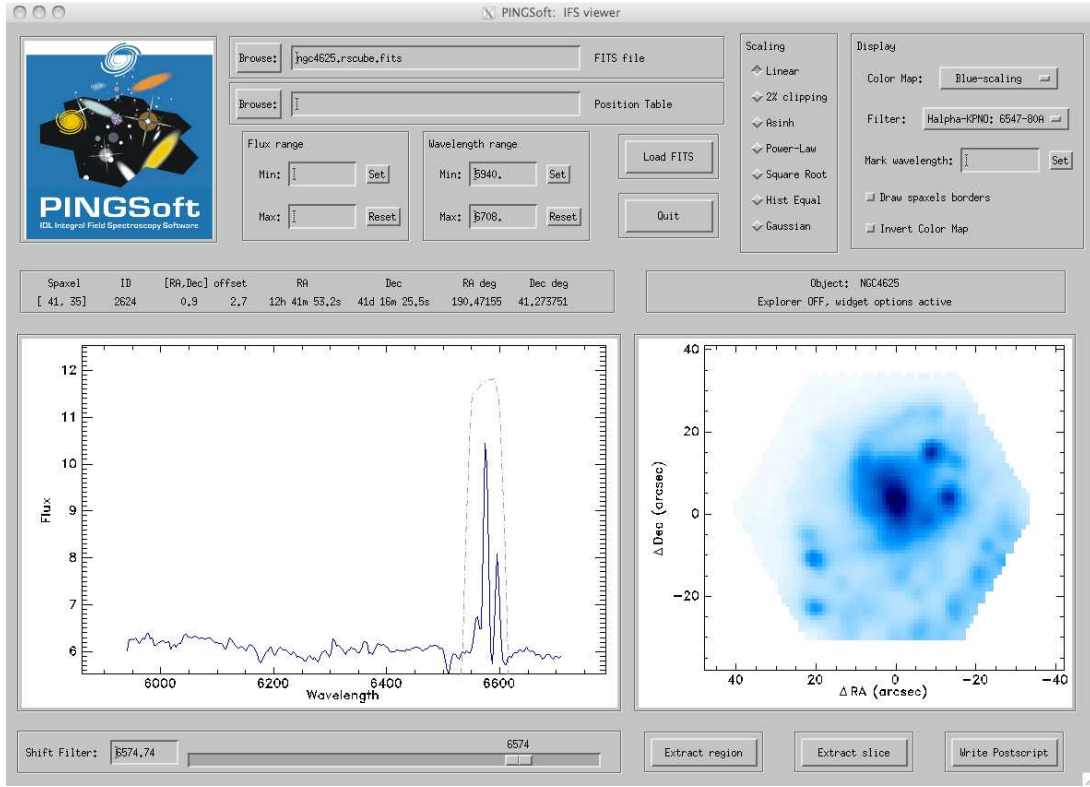 PINGSoft: IFS viewer
PINGSoft
IDL Integral Field Spectroscopy Software
Browse: ngc4625.rscube.fits FITS file
Browse: Position Table
Flux range
Min: Set
Max: Reset
Wavelength range
Min: 5940. Set
Max: 6708. Reset
Load FITS
Quit
Scaling
Linear
2% clipping
Asinh
Power-Law
Square Root
Hist Equal
Gaussian
Display
Color Map: Blue-scaling
Filter: Halpha-KPNO: 6547-80A
Mark wavelength: Set
Draw spaxels borders
Invert Color Map
Spaxel ID [RA,Dec] offset RA Dec RA deg Dec deg
[ 41, 35] 2624 0.9 2.7 12h 41m 53.2s 41d 16m 25.5s 190.47155 41.273751
Object: NGC4625
Explorer OFF, widget options active
12
11
10
9
8
7
6
Flux
6000 6200 6400 6600
Wavelength
40
20
0
-20
Δ Dec (arcsec)
40 20 0 -20 -40
Δ RA (arcsec)
Shift Filter: 6574.74 6574
Extract region
Extract slice
Write Postscript